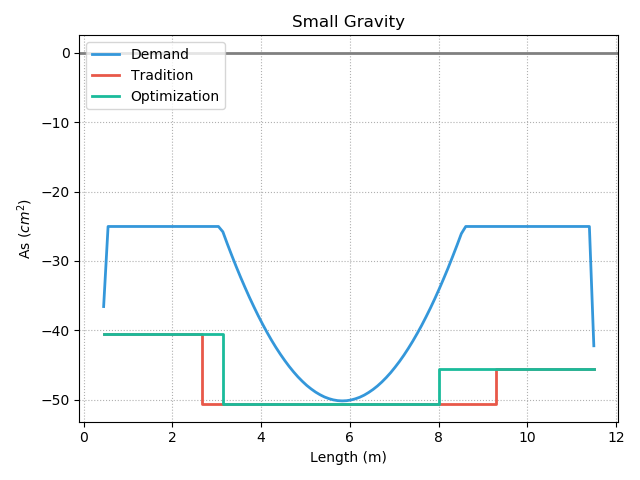 Small Gravity
Demand
Tradition
Optimization
0
−10
−20
−30
−40
−50
As (cm²)
0 2 4 6 8 10 12
Length (m)